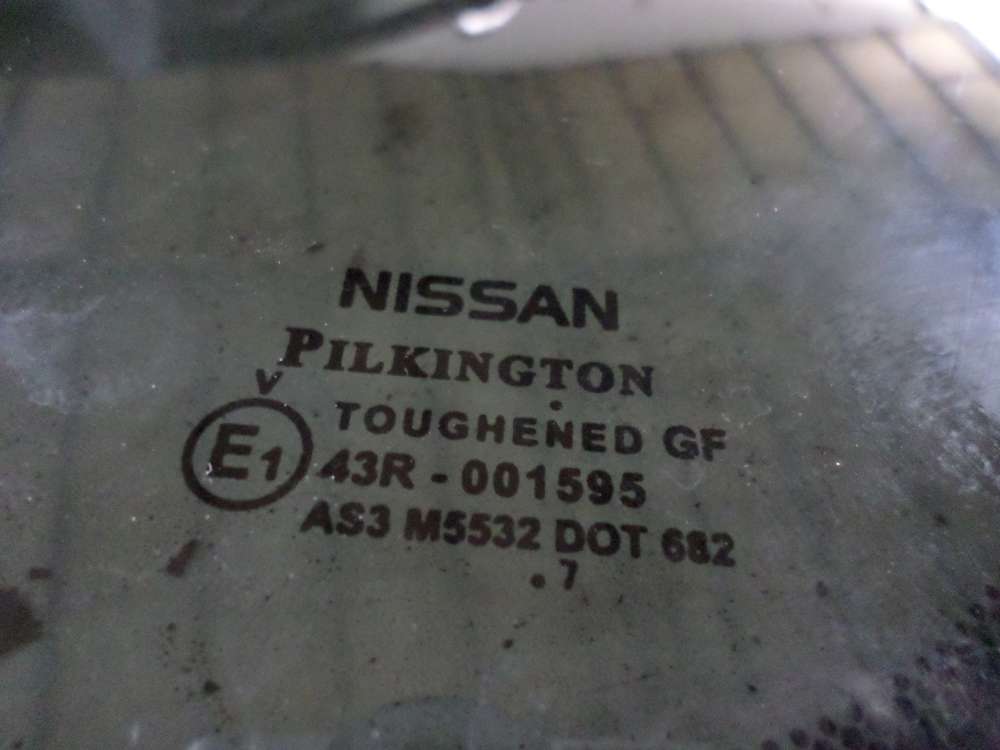 NISSAN
PILKINGTON
V
TOUGHENED GF
E1
43R - 001595
AS3 M5532 DOT 682
. 7